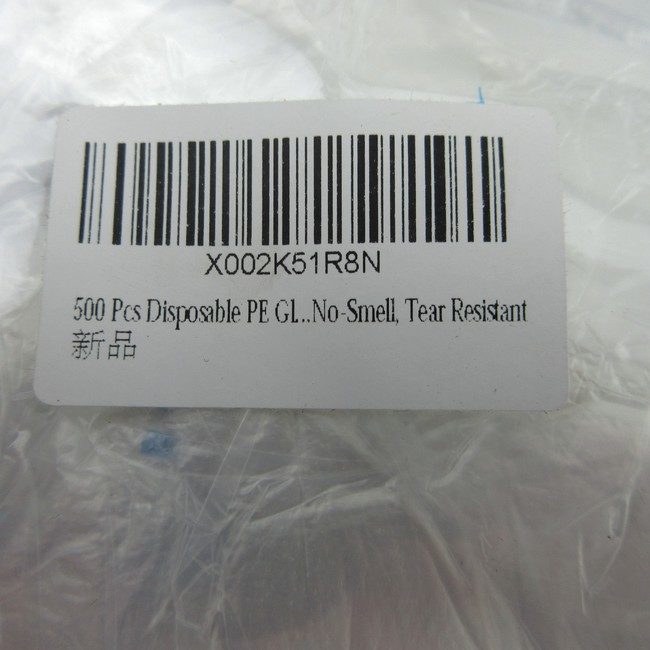 X002K51R8N
500 Pcs Disposable PE Gl...No-Smell, Tear Resistant
新品